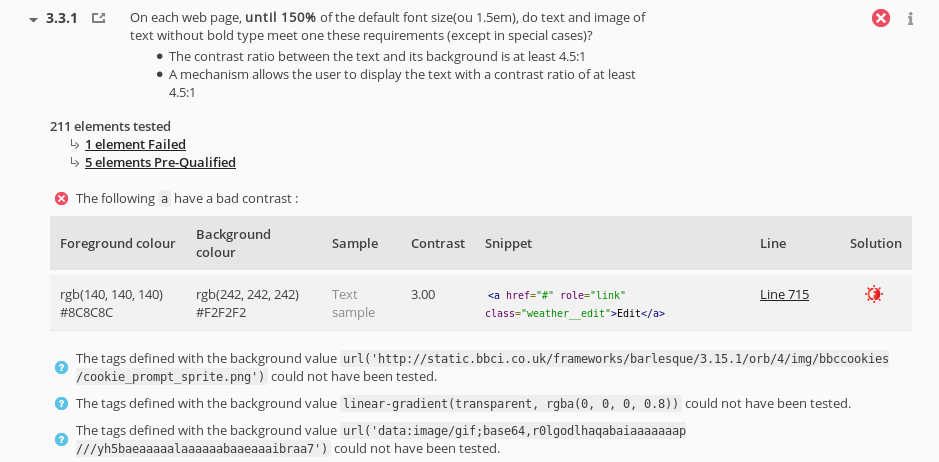 3.3.1 On each web page, until 150% of the default font size(ou 1.5em), do text and image of
text without bold type meet one these requirements (except in special cases)?
The contrast ratio between the text and its background is at least 4.5:1
A mechanism allows the user to display the text with a contrast ratio of at least
4.5:1
211 elements tested
1 element Failed
5 elements Pre-Qualified
The following a have a bad contrast :
Foreground colour Background colour Sample Contrast Snippet Line Solution
rgb(140, 140, 140) rgb(242, 242, 242) Text 3.00 <a href="#" role="link" Line 715
#8C8C8C #F2F2F2 sample class="weather__edit">Edit</a>
The tags defined with the background value url('http://static.bbci.co.uk/frameworks/barlesque/3.15.1/orb/4/img/bbccookies
/cookie_prompt_sprite.png') could not have been tested.
The tags defined with the background value linear-gradient(transparent, rgba(0, 0, 0, 0.8)) could not have been tested.
The tags defined with the background value url('data:image/gif;base64,r0lgodlhaqabaiaaaaaaap
///yh5baeaaaaalaaaaaabaaeaaaibraa7') could not have been tested.